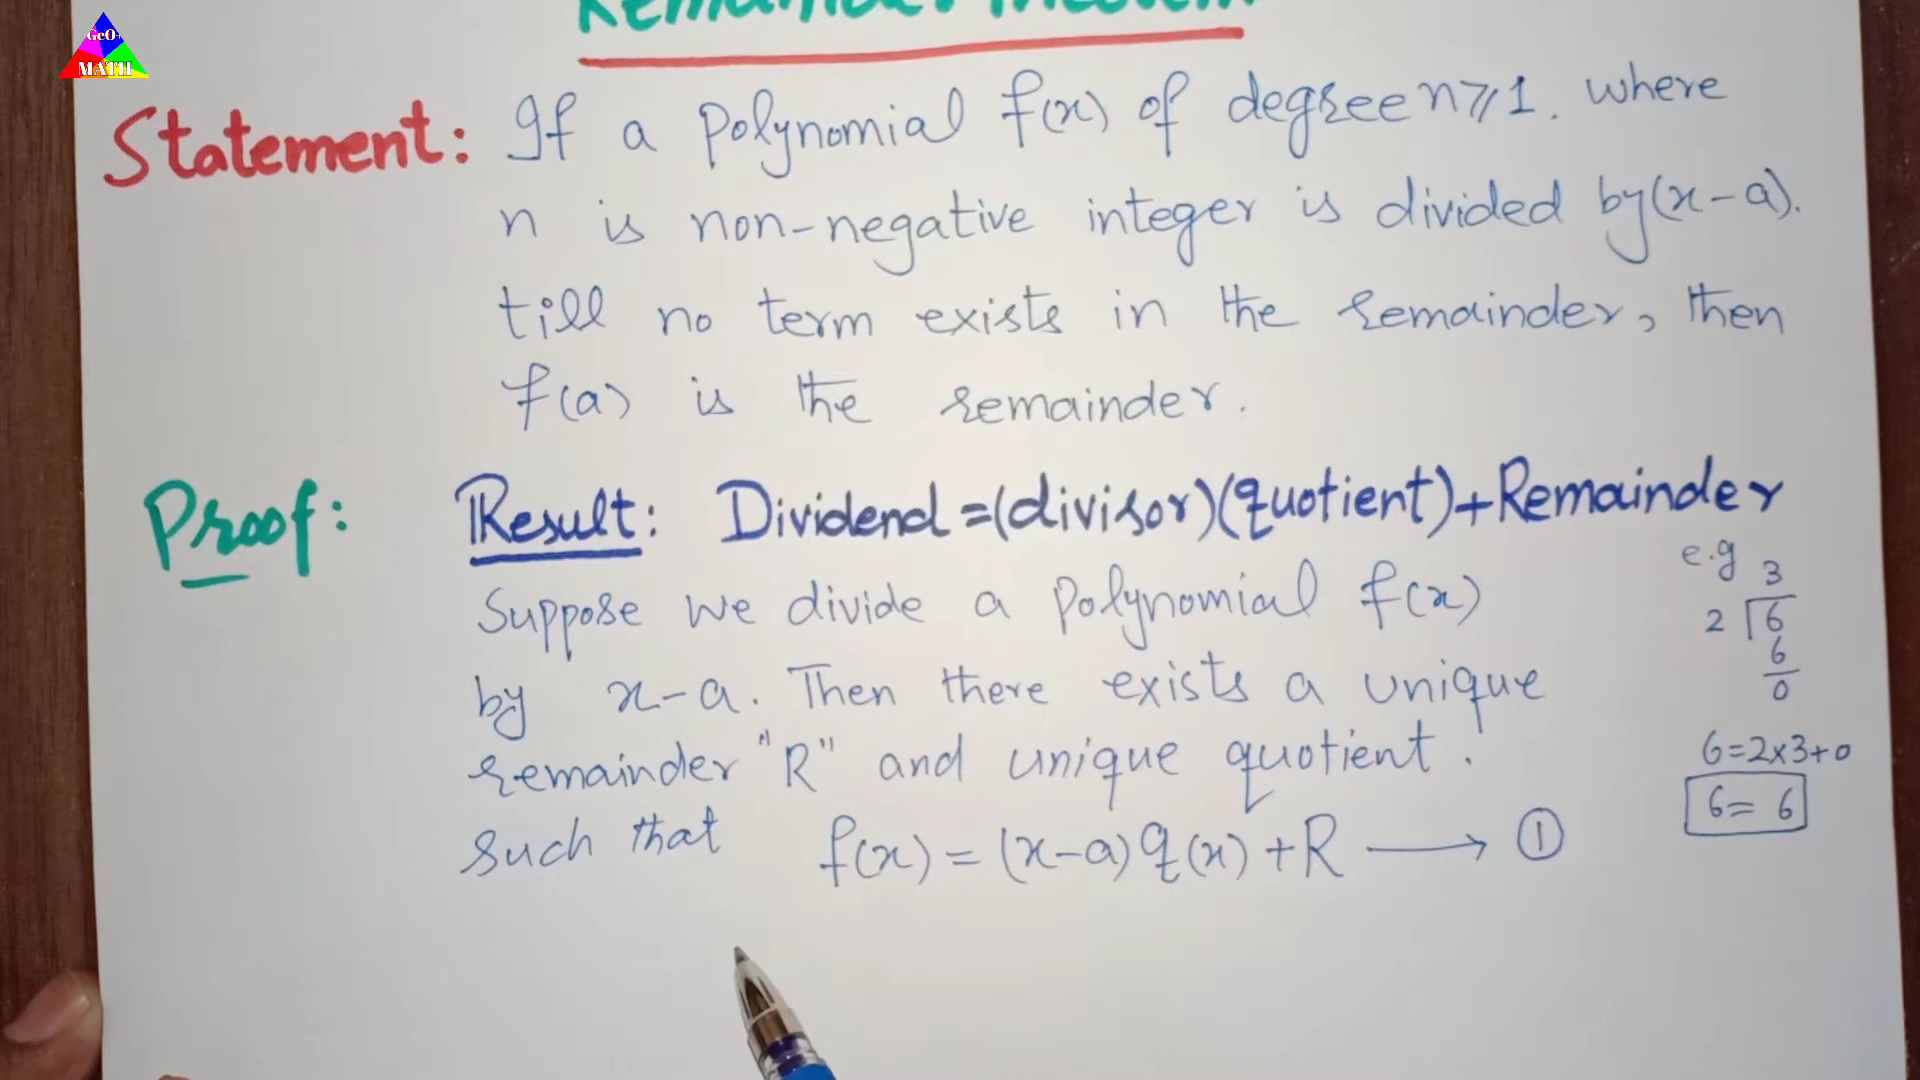 GeO+
MATH
Remainder Theorem
Statement: If a polynomial f(x) of degree n≥1. where
n is non-negative integer is divided by (x-a).
till no term exists in the remainder, then
f(a) is the remainder.
Proof: Result: Dividend =(divisor)(quotient)+Remainder
Suppose we divide a polynomial f(x)
by x-a. Then there exists a unique
remainder "R" and unique quotient.
such that f(x) = (x-a) q(x) + R → ①
e.g
3
2 6
6
0
6=2x3+0
6= 6